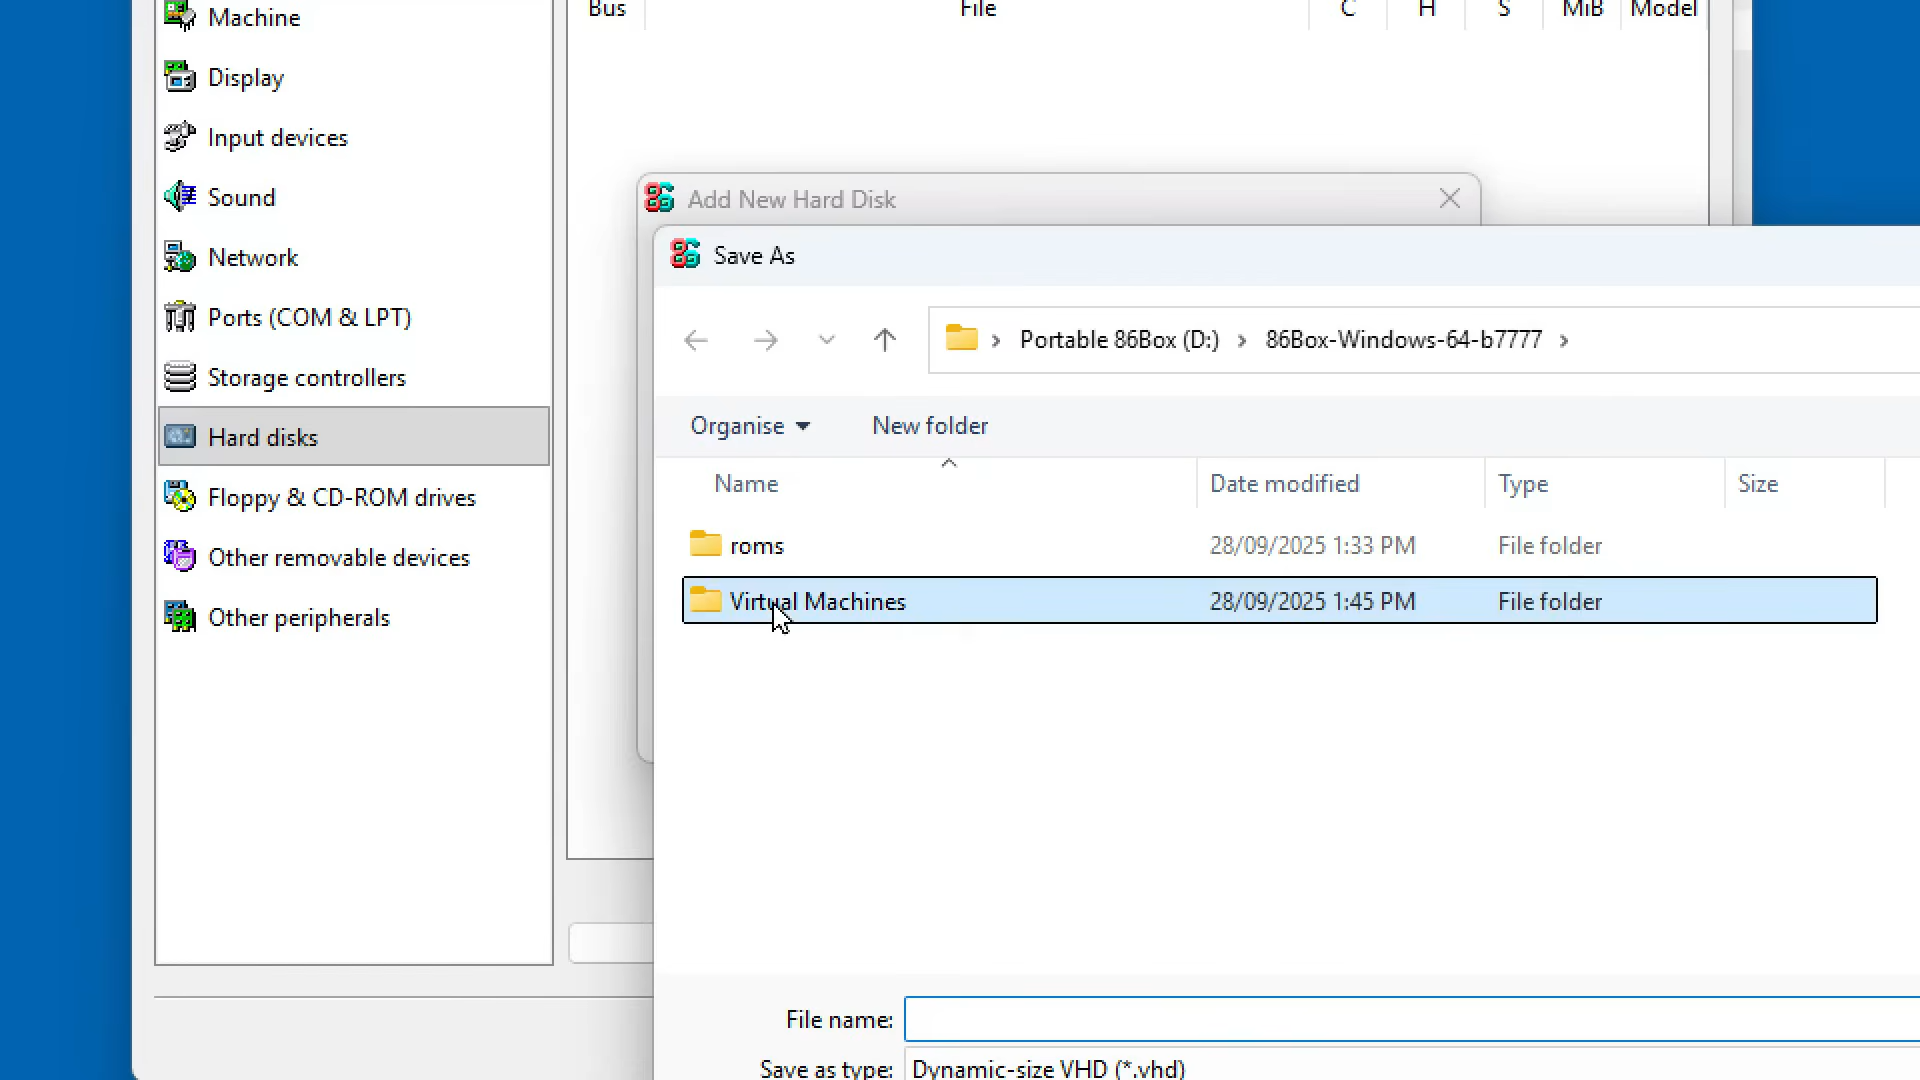 Bus File C H S MiB Model
Machine
Display
Input devices
Sound
Network
Ports (COM & LPT)
Storage controllers
Hard disks
Floppy & CD-ROM drives
Other removable devices
Other peripherals
Add New Hard Disk
Save As
Portable 86Box (D:) 86Box-Windows-64-b7777
Organise New folder
Name Date modified Type Size
roms 28/09/2025 1:33 PM File folder
Virtual Machines 28/09/2025 1:45 PM File folder
File name:
Save as type: Dynamic-size VHD (*.vhd)